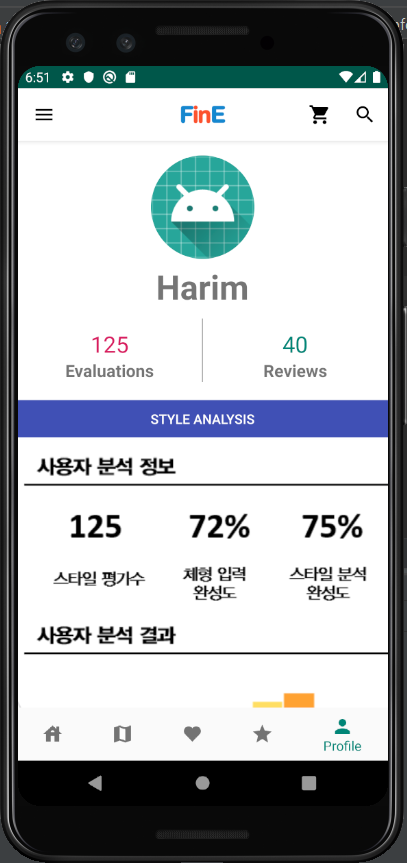 6:51
FinE
Harim
125 40
Evaluations Reviews
STYLE ANALYSIS
사용자 분석 정보
125 72% 75%
스타일 평가수 체형 입력 스타일 분석
완성도 완성도
사용자 분석 결과
Profile